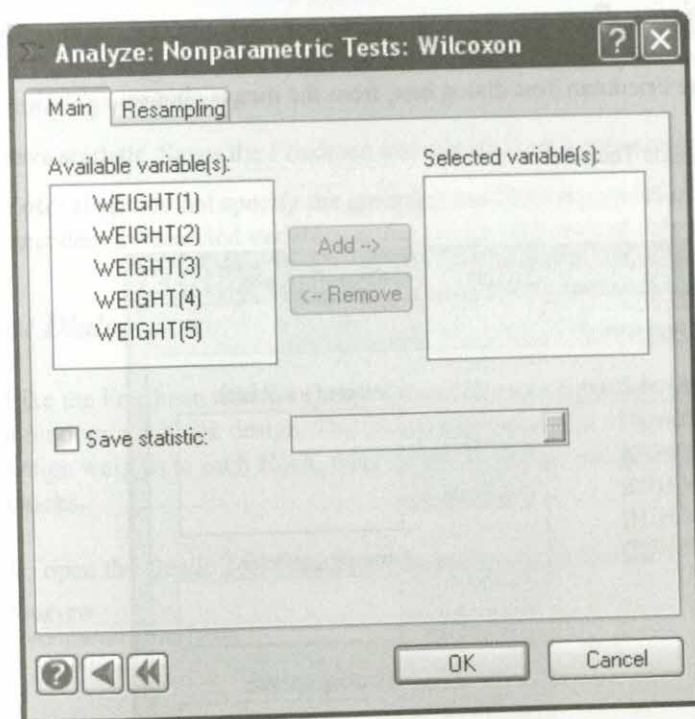 Analyze: Nonparametric Tests: Wilcoxon
Main Resampling
Available variable(s): Selected variable(s):
WEIGHT(1)
WEIGHT(2)
WEIGHT(3)
WEIGHT(4)
WEIGHT(5)
Add -->
<-- Remove
Save statistic:
OK Cancel